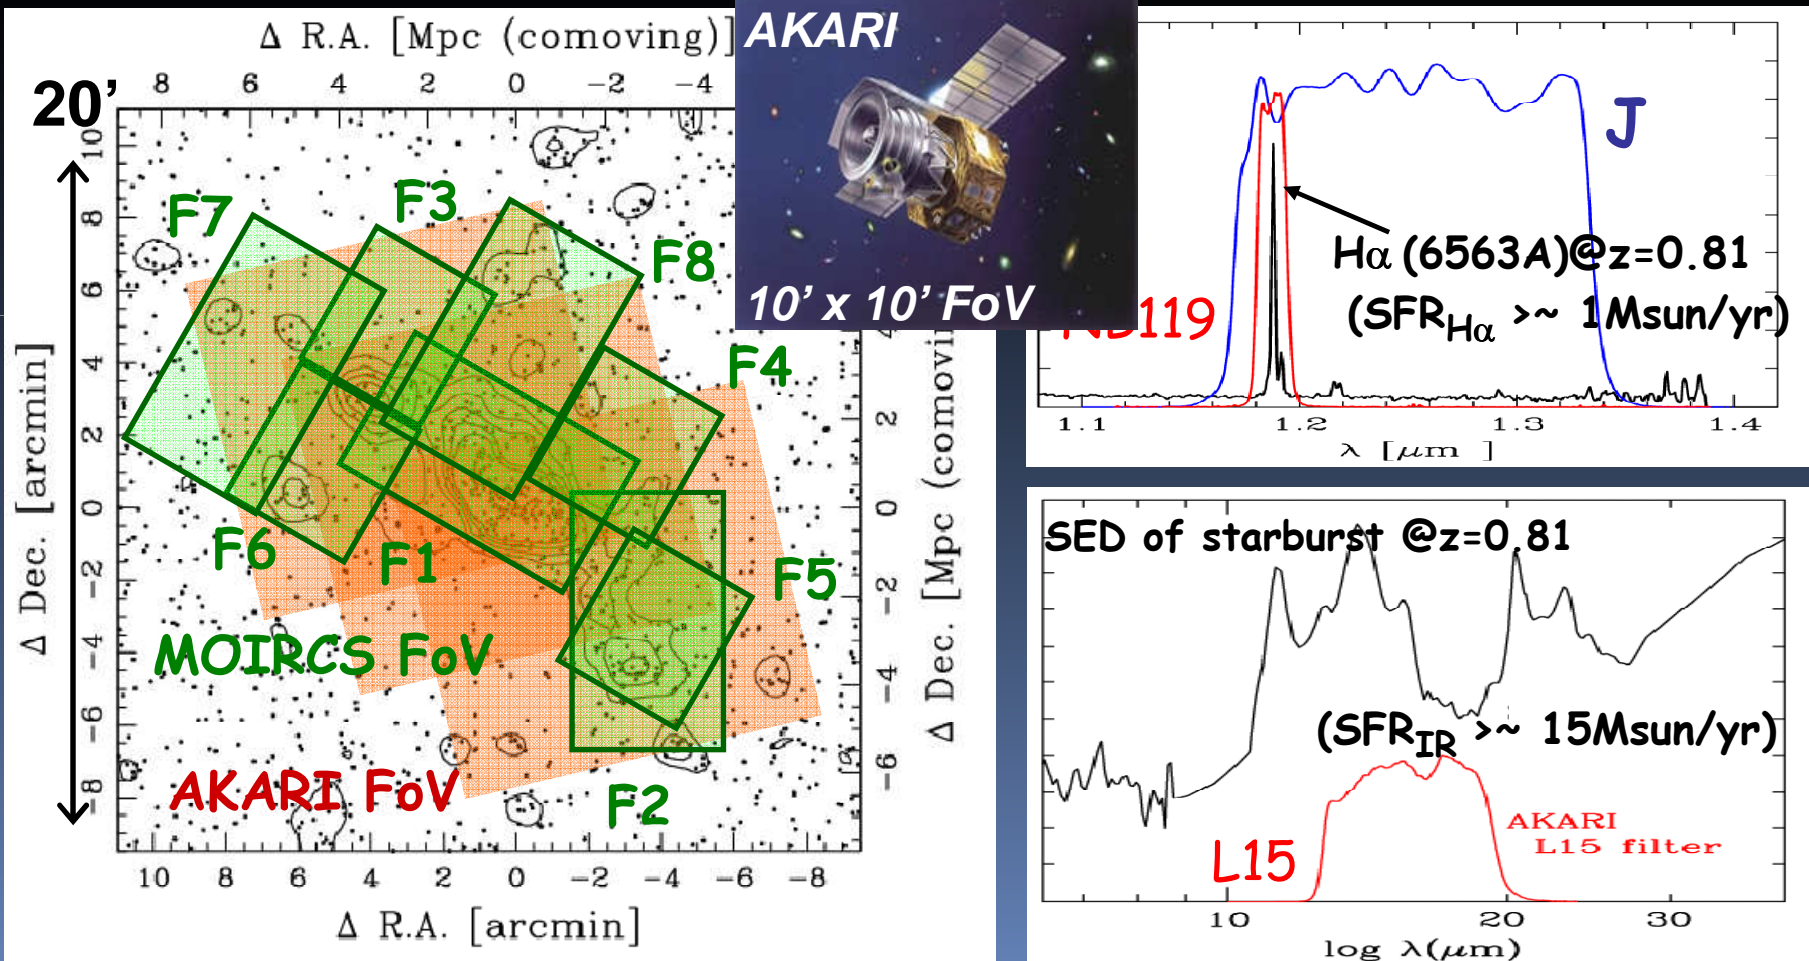 Δ R.A. [Mpc (comoving)]
8 6 4 2 0 −2 −4
20’
10 8 6 4 2 0 −2 −4 −6 −8
Δ Dec. [arcmin]
F7
F3
F8
F4
F6
F1
F5
F2
MOIRCS FoV
AKARI FoV
2 0 −2 −4 −6
Δ Dec. [Mpc (comovin
10 8 6 4 2 0 −2 −4 −6 −8
Δ R.A. [arcmin]
AKARI
10’ x 10’ FoV
J
Hα (6563A)@z=0.81
(SFRHα >~ 1Msun/yr)
NB119
1.1 1.2 1.3 1.4
λ [μm ]
SED of starburst @z=0.81
(SFRIR >~ 15Msun/yr)
L15
AKARI
L15 filter
10 20 30
log λ(μm)